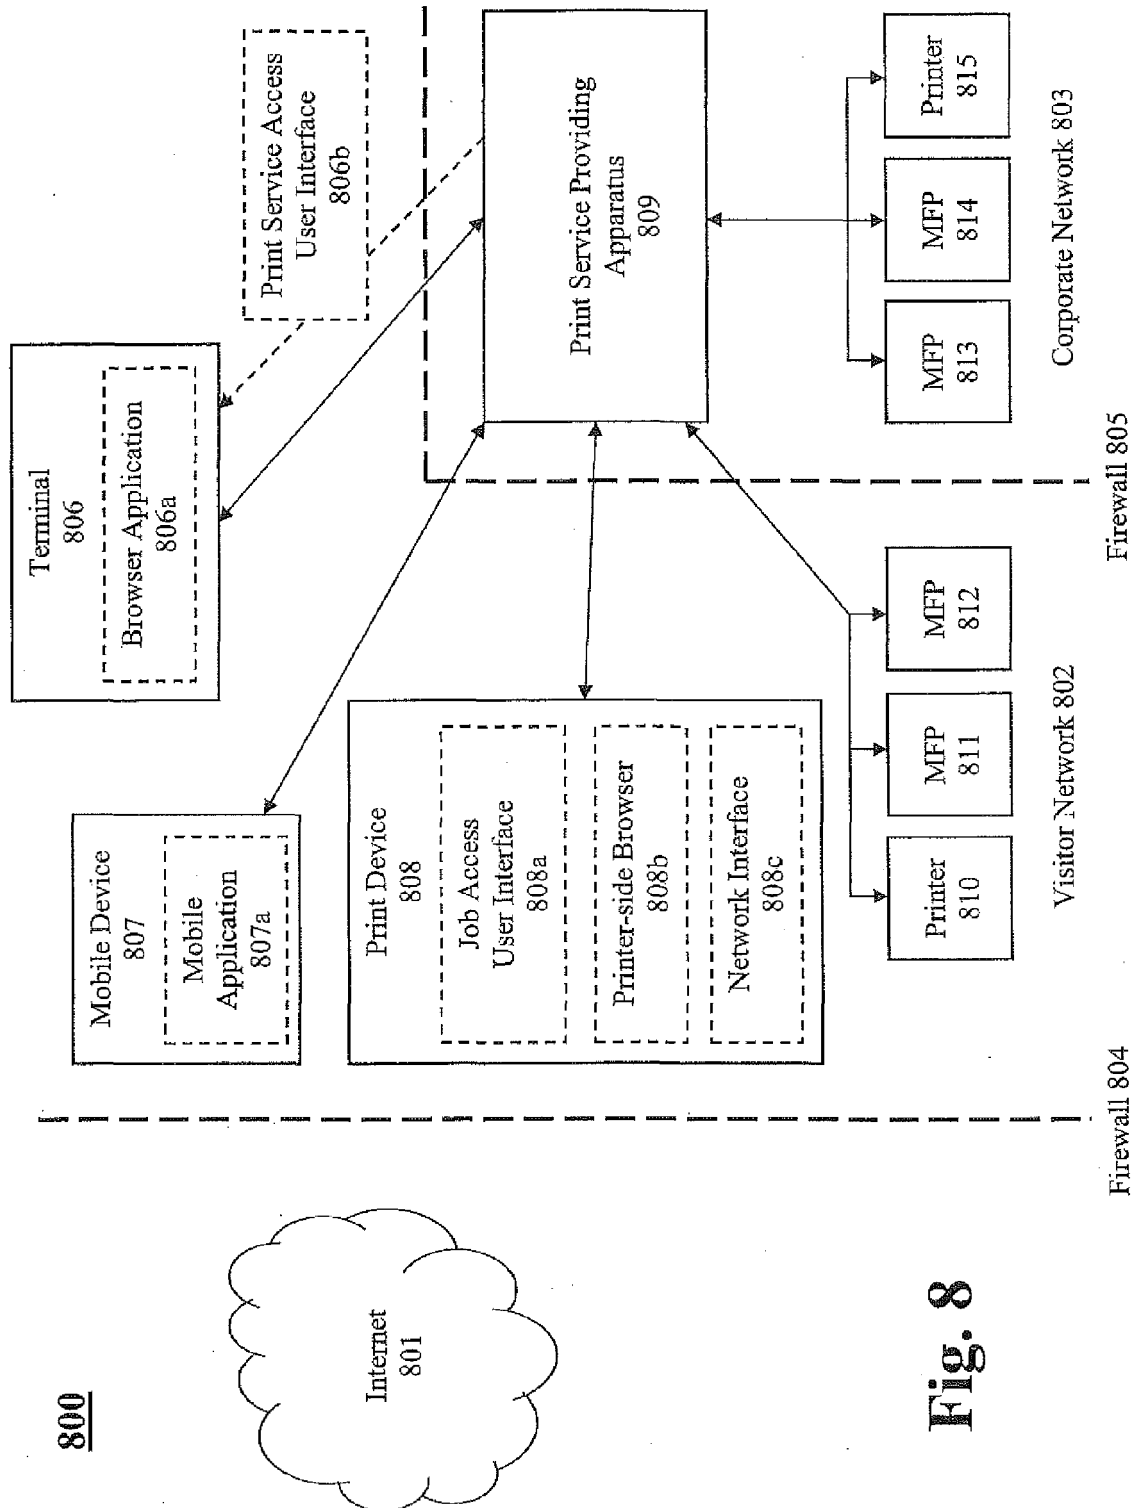 800
Internet
801
Fig. 8
Firewall 804
Mobile Device
807
Mobile
Application
807a
Print Device
808
Job Access
User Interface
808a
Printer-side Browser
808b
Network Interface
808c
Printer
810
MFP
811
MFP
812
Visitor Network 802
Firewall 805
Terminal
806
Browser Application
806a
Print Service Access
User Interface
806b
Print Service Providing
Apparatus
809
MFP
813
MFP
814
Printer
815
Corporate Network 803